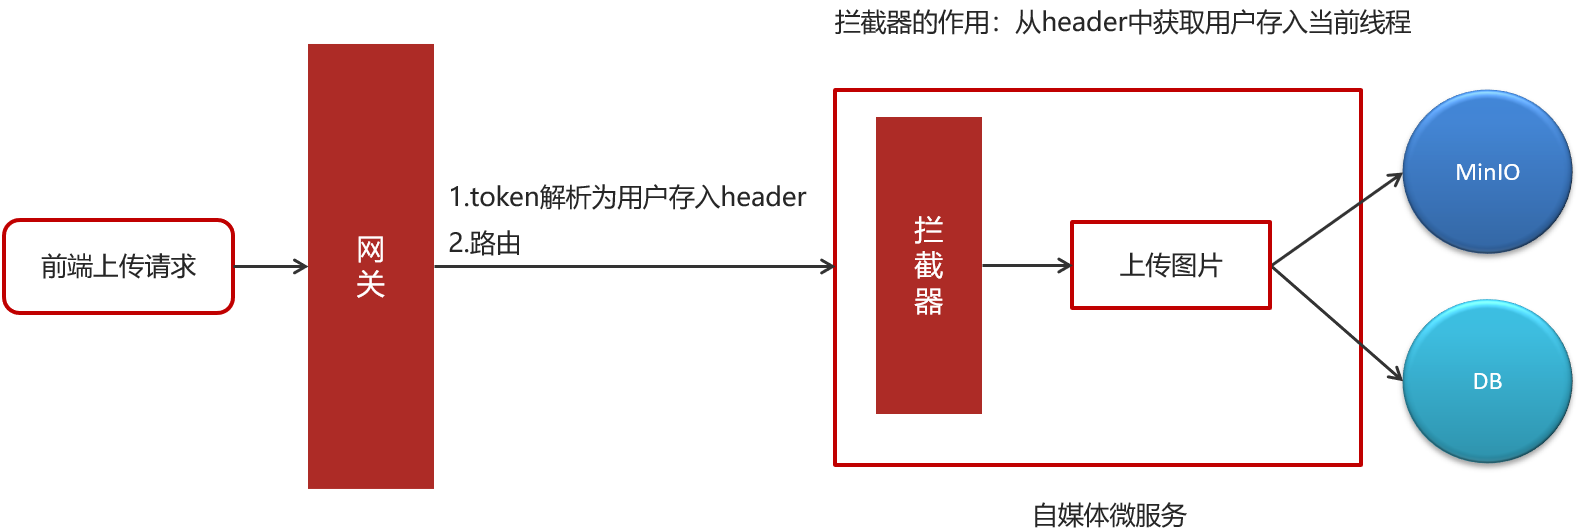 拦截器的作用：从header中获取用户存入当前线程
前端上传请求
网
关
1.token解析为用户存入header
2.路由
拦
截
器
上传图片
MinIO
DB
自媒体微服务